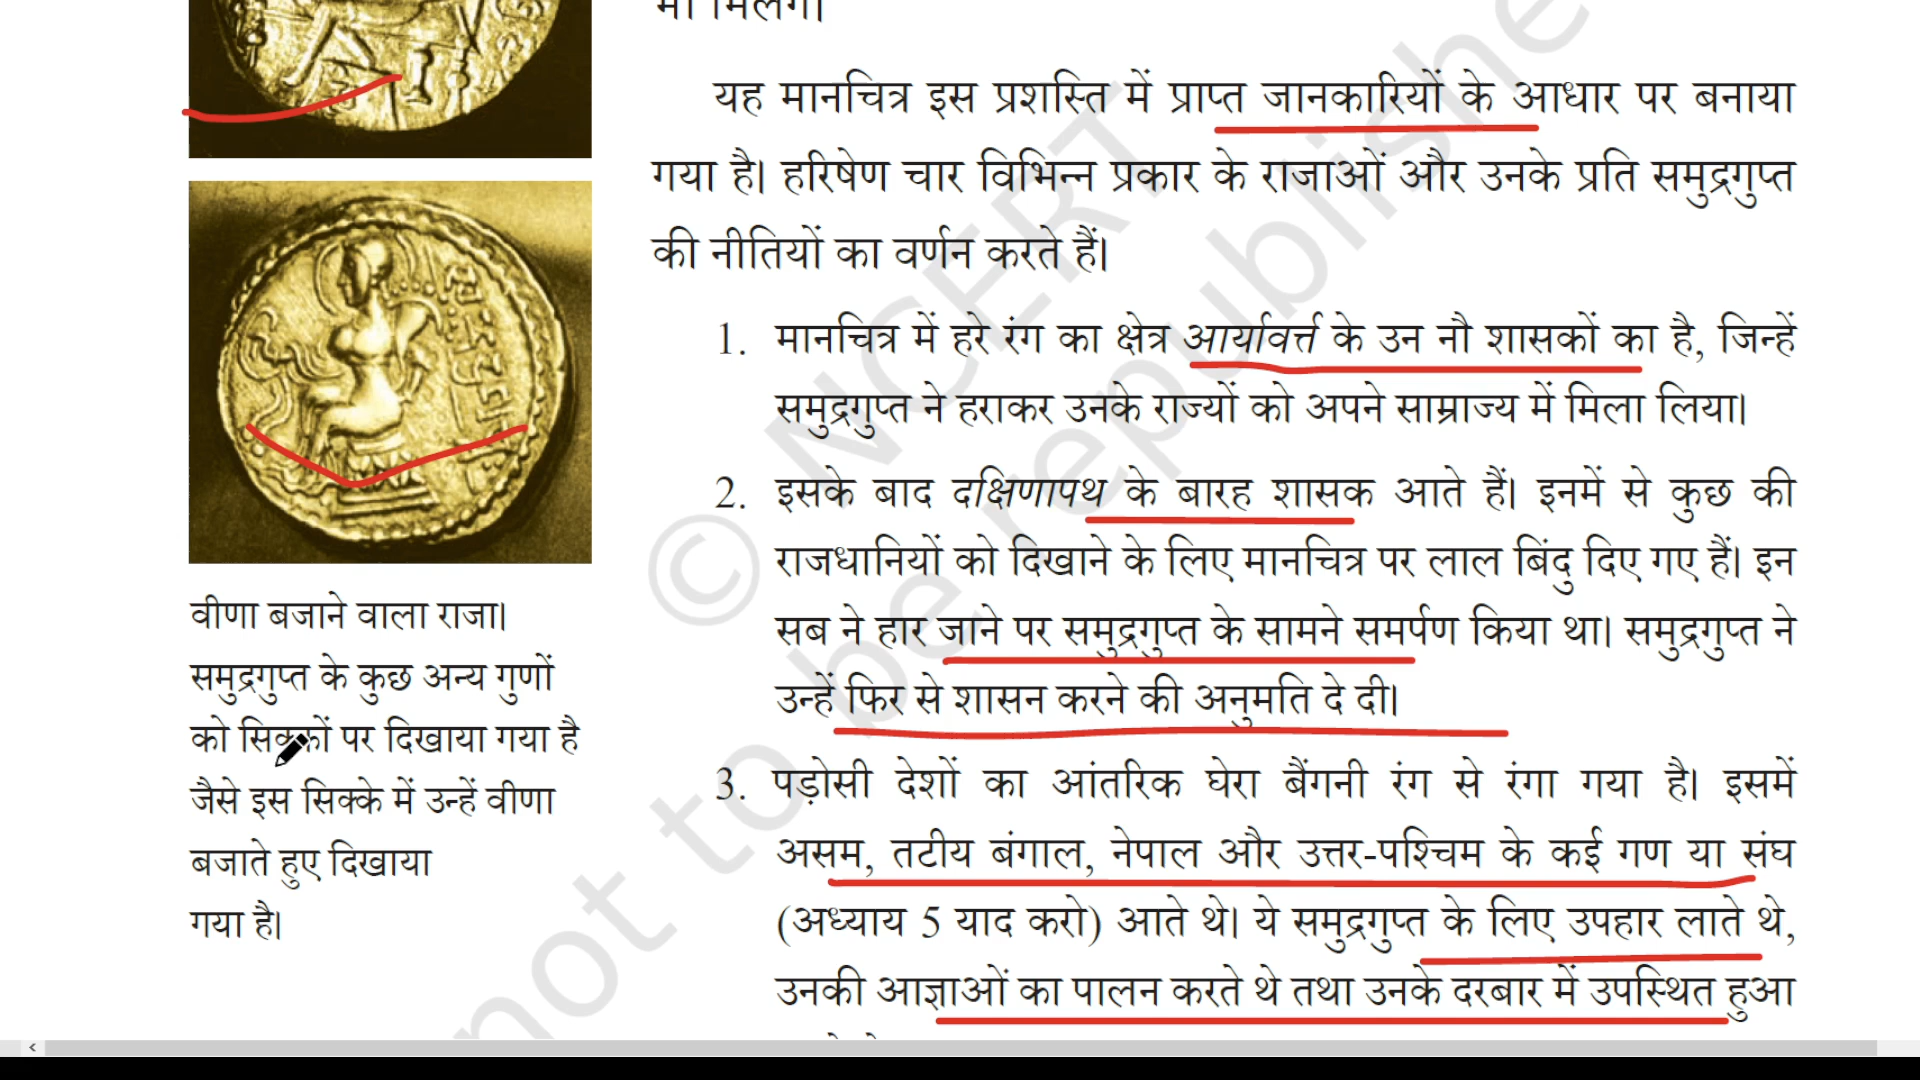 यह मानचित्र इस प्रशस्ति में प्राप्त जानकारियों के आधार पर बनाया
गया है। हरिषेण चार विभिन्न प्रकार के राजाओं और उनके प्रति समुद्रगुप्त
की नीतियों का वर्णन करते हैं।
1. मानचित्र में हरे रंग का क्षेत्र आर्यावर्त्त के उन नौ शासकों का है, जिन्हें
समुद्रगुप्त ने हराकर उनके राज्यों को अपने साम्राज्य में मिला लिया।
2. इसके बाद दक्षिणापथ के बारह शासक आते हैं। इनमें से कुछ की
राजधानियों को दिखाने के लिए मानचित्र पर लाल बिंदु दिए गए हैं। इन
सब ने हार जाने पर समुद्रगुप्त के सामने समर्पण किया था। समुद्रगुप्त ने
उन्हें फिर से शासन करने की अनुमति दे दी।
3. पड़ोसी देशों का आंतरिक घेरा बैंगनी रंग से रंगा गया है। इसमें
असम, तटीय बंगाल, नेपाल और उत्तर-पश्चिम के कई गण या संघ
(अध्याय 5 याद करो) आते थे। ये समुद्रगुप्त के लिए उपहार लाते थे,
उनकी आज्ञाओं का पालन करते थे तथा उनके दरबार में उपस्थित हुआ
वीणा बजाने वाला राजा।
समुद्रगुप्त के कुछ अन्य गुणों
को सिक्कों पर दिखाया गया है
जैसे इस सिक्के में उन्हें वीणा
बजाते हुए दिखाया
गया है।
© NCERT
not to be republishe